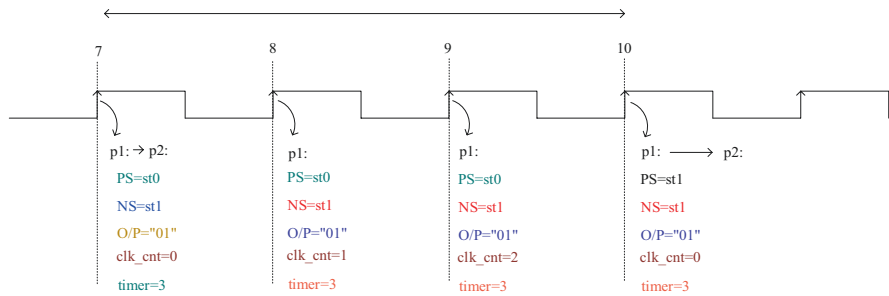 7 8 9 10
p1: → p2: p1: p1: p1: → p2:
PS=st0 PS=st0 PS=st0 PS=st1
NS=st1 NS=st1 NS=st1 NS=st1
O/P="01" O/P="01" O/P="01" O/P="01"
clk_cnt=0 clk_cnt=1 clk_cnt=2 clk_cnt=0
timer=3 timer=3 timer=3 timer=3